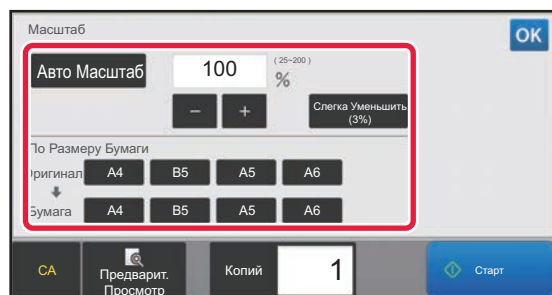 Масштаб
OK
Авто Масштаб
100
(25~200)
%
Слегка Уменьшить
(3%)
− +
По Размеру Бумаги
Оригинал A4 B5 A5 A6
Бумага A4 B5 A5 A6
CA
Предварит.
Просмотр
Копий
1
Старт